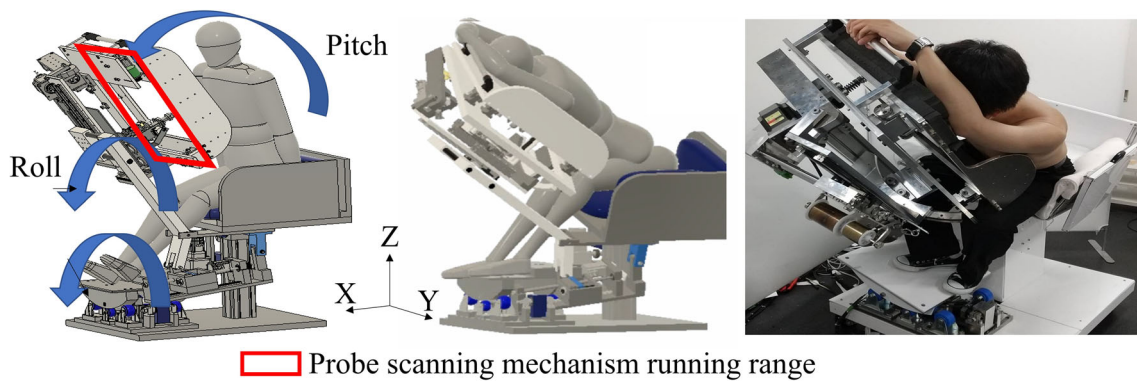 Pitch
Roll
Z
X
Y
Probe scanning mechanism running range